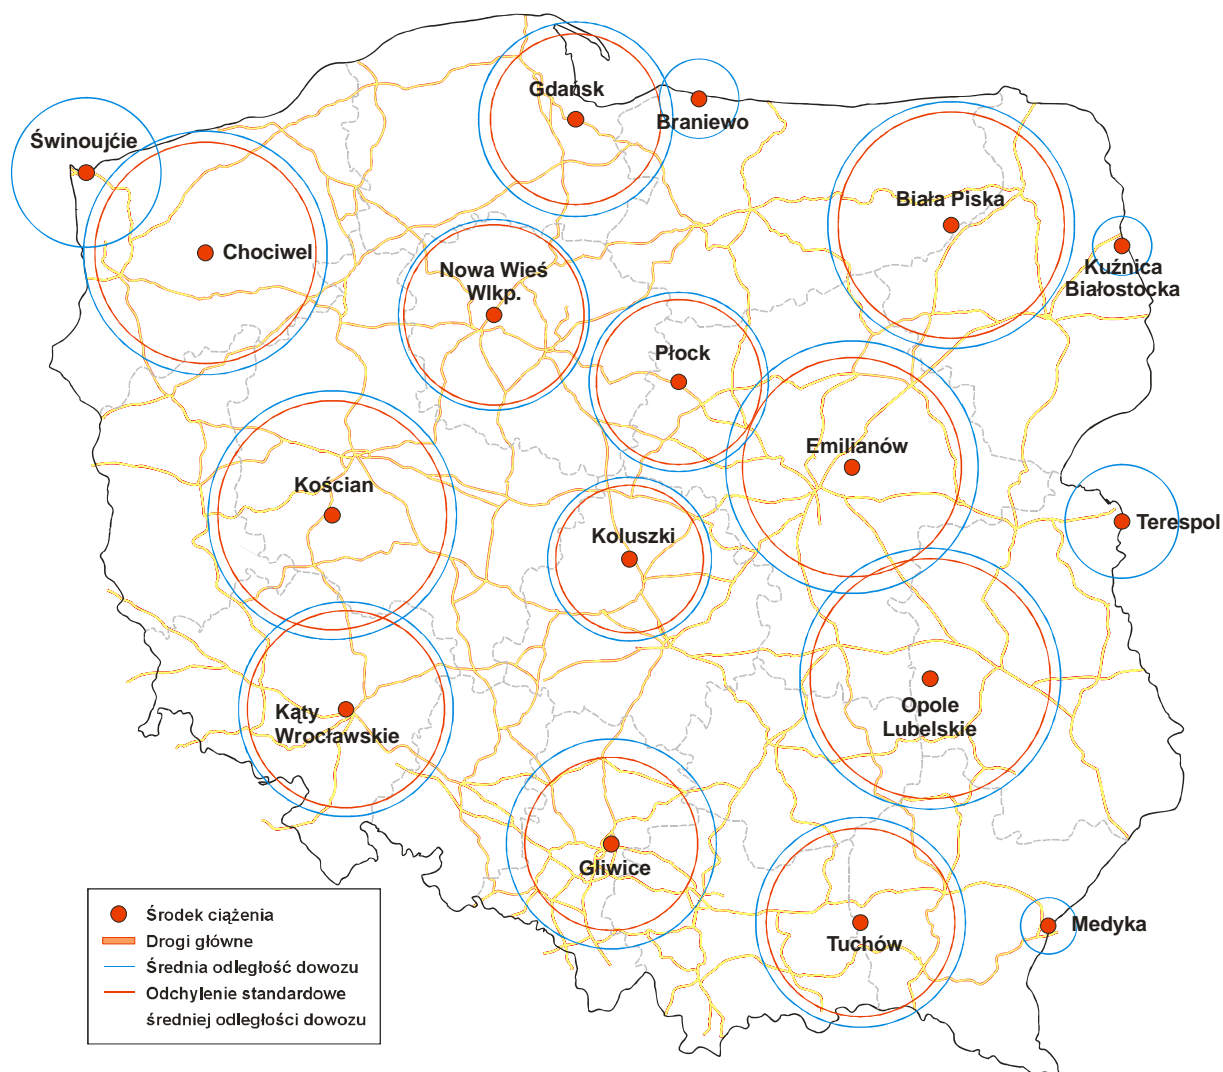 Gdańsk
Braniewo
Świnoujćie
Biała Piska
Chociwel
Kuźnica
Białostocka
Nowa Wieś
Wlkp.
Płock
Emilianów
Kościan
Koluszki
Terespol
Opole
Lubelskie
Kąty
Wrocławskie
Gliwice
Tuchów
Medyka
Środek ciążenia
Drogi główne
Średnia odległość dowozu
Odchylenie standardowe
średniej odległości dowozu